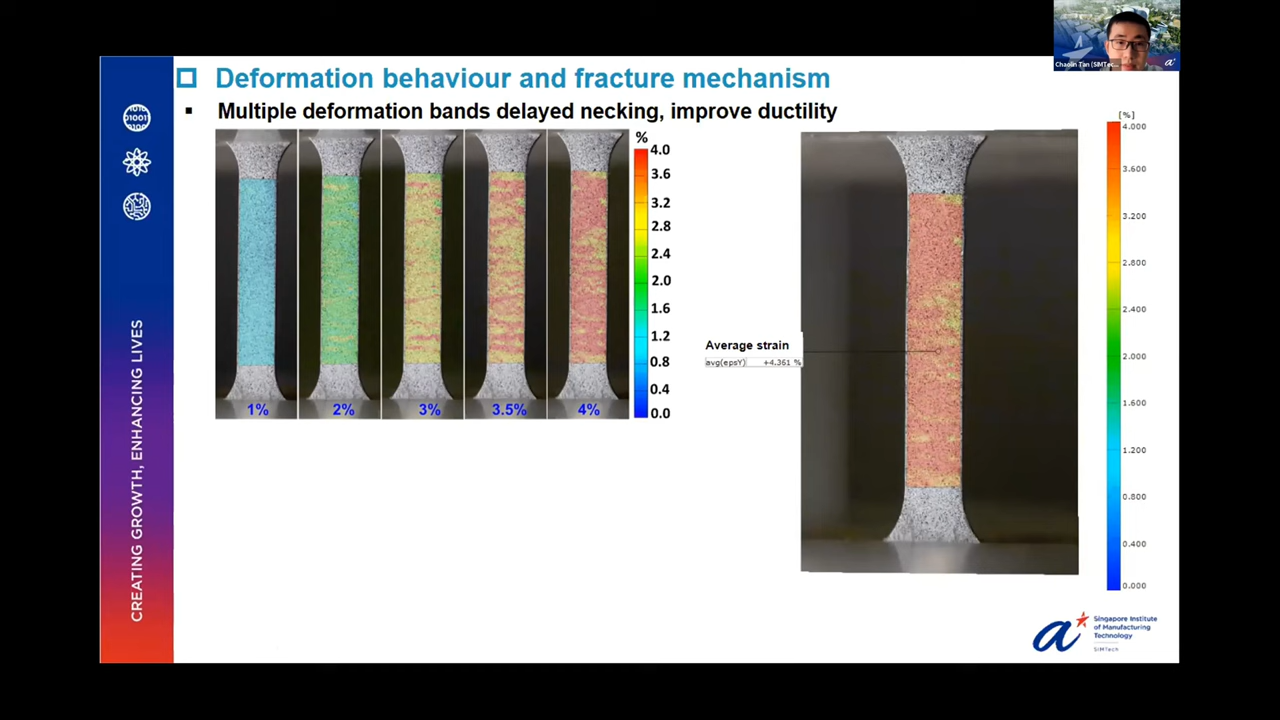 Chaolin Tan (SIMTec...
Deformation behaviour and fracture mechanism
Multiple deformation bands delayed necking, improve ductility
CREATING GROWTH, ENHANCING LIVES
%
4.0
3.6
3.2
2.8
2.4
2.0
1.6
1.2
0.8
0.4
0.0
1%
2%
3%
3.5%
4%
Average strain
avg(epsY) +4.361 %
[%]
4.000
3.600
3.200
2.800
2.400
2.000
1.600
1.200
0.800
0.400
0.000
Singapore Institute
of Manufacturing
Technology
SIMTech